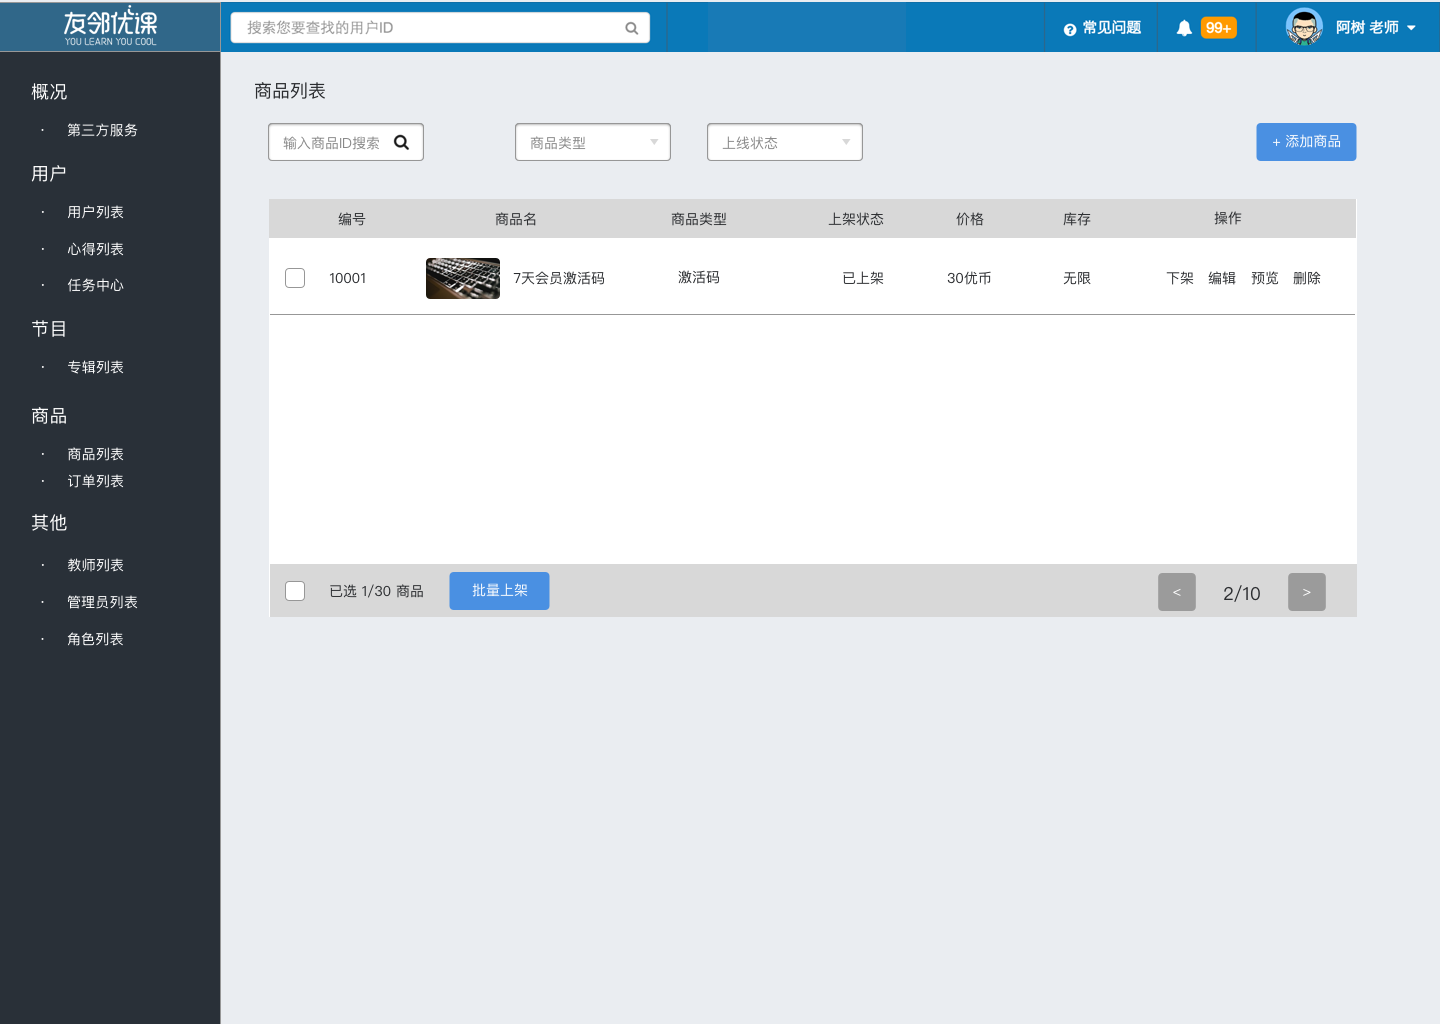 友邻优课
YOU LEARN YOU COOL
搜索您要查找的用户ID
常见问题
99+
阿树 老师
概况
· 第三方服务
用户
· 用户列表
· 心得列表
· 任务中心
节目
· 专辑列表
商品
· 商品列表
· 订单列表
其他
· 教师列表
· 管理员列表
· 角色列表
商品列表
输入商品ID搜索
商品类型
上线状态
+ 添加商品
编号 商品名 商品类型 上架状态 价格 库存 操作
10001 7天会员激活码 激活码 已上架 30优币 无限 下架 编辑 预览 删除
已选 1/30 商品 批量上架 < 2/10 >